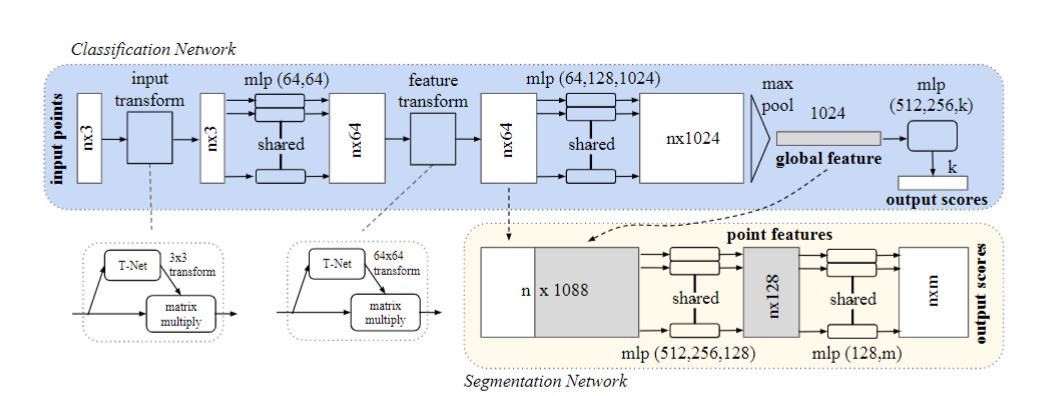 Classification Network
input points
nx3
input
transform
nx3
mlp (64,64)
shared
nx64
feature
transform
nx64
mlp (64,128,1024)
shared
nx1024
max
pool
1024
global feature
mlp
(512,256,k)
k
output scores
T-Net
3x3
transform
matrix
multiply
T-Net
64x64
transform
matrix
multiply
point features
n x 1088
shared
mlp (512,256,128)
nx128
shared
mlp (128,m)
nxm
output scores
Segmentation Network